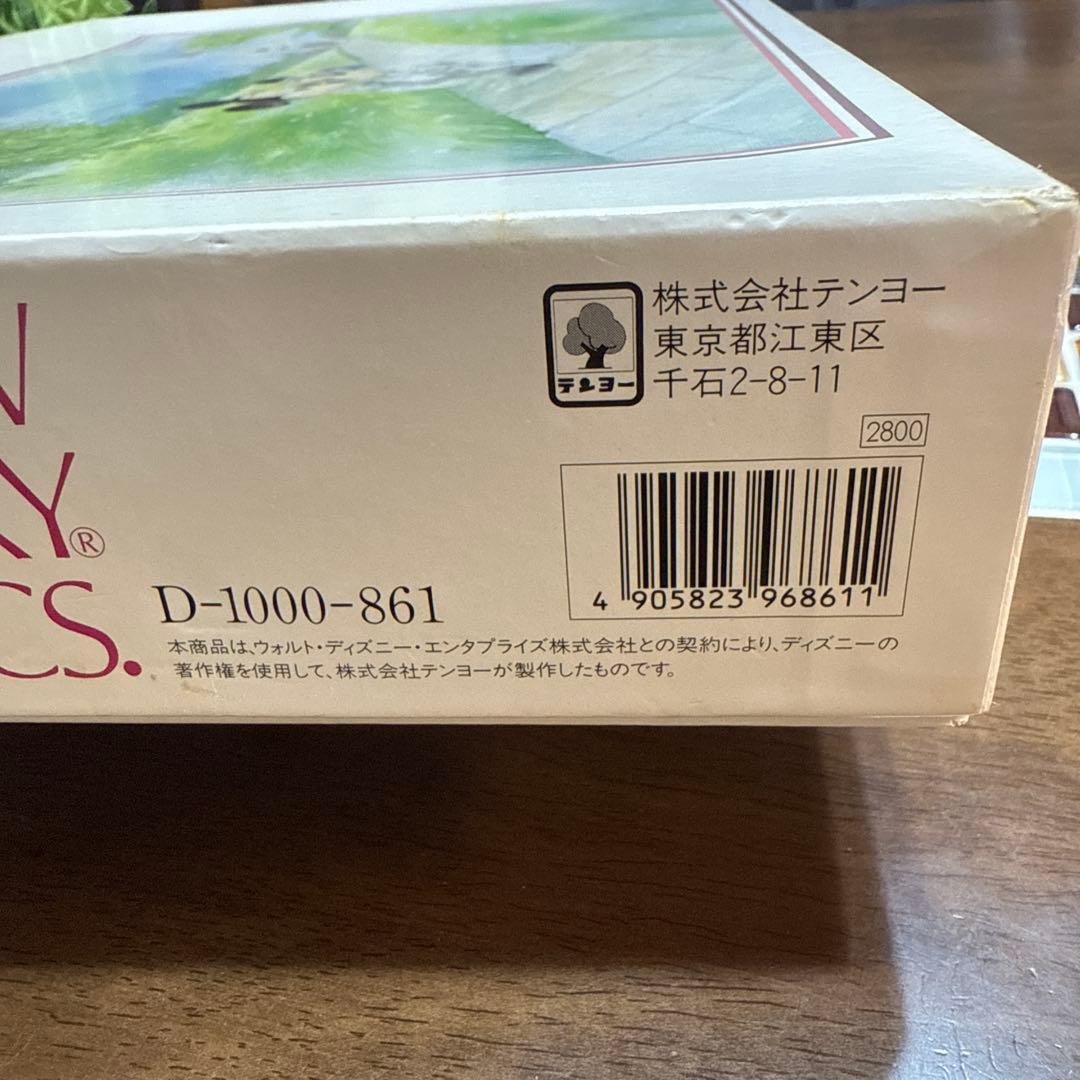 株式会社テンヨー
東京都江東区
千石2-8-11
テンヨー
2800
4 905823 968611
N
Y®
CS.
D-1000-861
本商品は、ウォルト・ディズニー・エンタプライズ株式会社との契約により、ディズニーの
著作権を使用して、株式会社テンヨーが製作したものです。